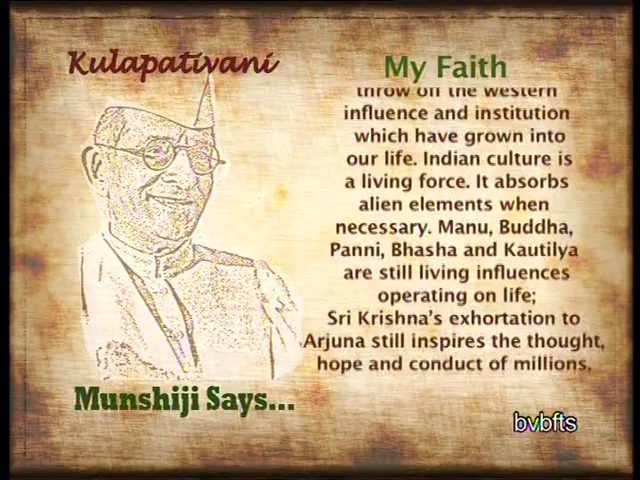 Kulapativani
My Faith
throw off the western
influence and institution
which have grown into
our life. Indian culture is
a living force. It absorbs
alien elements when
necessary. Manu, Buddha,
Panni, Bhasha and Kautilya
are still living influences
operating on life;
Sri Krishna's exhortation to
Arjuna still inspires the thought,
hope and conduct of millions,
Munshiji Says...
bvbfts